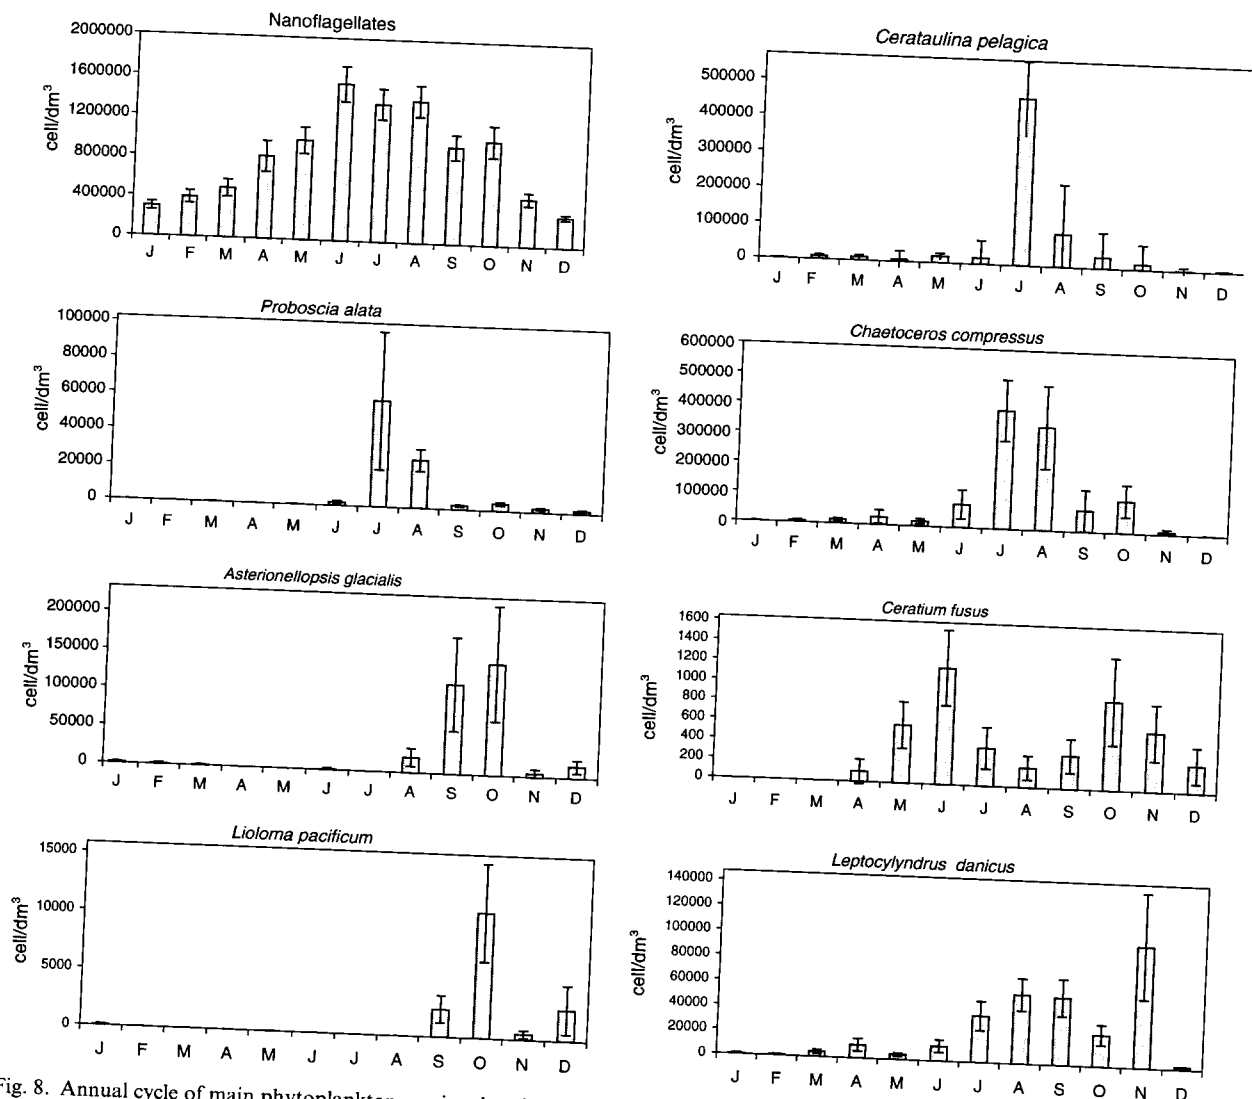 Nanoflagellates
cell/dm³
2000000
1600000
1200000
800000
400000
0
J F M A M J J A S O N D
Cerataulina pelagica
cell/dm³
500000
400000
300000
200000
100000
0
J F M A M J J A S O N D
Proboscia alata
cell/dm³
100000
80000
60000
40000
20000
0
J F M A M J J A S O N D
Chaetoceros compressus
cell/dm³
600000
500000
400000
300000
200000
100000
0
J F M A M J J A S O N D
Asterionellopsis glacialis
cell/dm³
200000
150000
100000
50000
0
J F M A M J J A S O N D
Ceratium fusus
cell/dm³
1600
1400
1200
1000
800
600
400
200
0
J F M A M J J A S O N D
Lioloma pacificum
cell/dm³
15000
10000
5000
0
J F M A M J J A S O N D
Leptocylyndrus danicus
cell/dm³
140000
120000
100000
80000
60000
40000
20000
0
J F M A M J J A S O N D
Fig. 8. Annual cycle of main phytoplankton